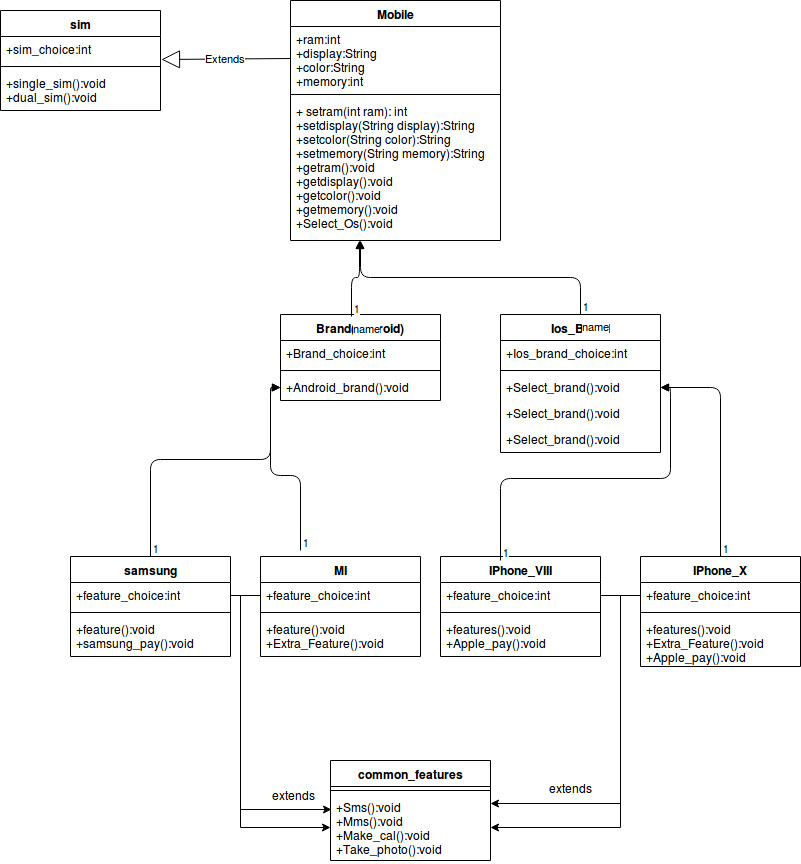 sim
+sim_choice:int
+single_sim():void
+dual_sim():void
Extends
Mobile
+ram:int
+display:String
+color:String
+memory:int
+ setram(int ram): int
+setdisplay(String display):String
+setcolor(String color):String
+setmemory(String memory):String
+getram():void
+getdisplay():void
+getcolor():void
+getmemory():void
+Select_Os():void
1
1
Brand(name roid)
+Brand_choice:int
+Android_brand():void
Ios_B name
+Ios_brand_choice:int
+Select_brand():void
+Select_brand():void
+Select_brand():void
1
1
1
1
samsung
+feature_choice:int
+feature():void
+samsung_pay():void
MI
+feature_choice:int
+feature():void
+Extra_Feature():void
IPhone_VIII
+feature_choice:int
+features():void
+Apple_pay():void
IPhone_X
+feature_choice:int
+features():void
+Extra_Feature():void
+Apple_pay():void
extends
extends
common_features
+Sms():void
+Mms():void
+Make_cal():void
+Take_photo():void